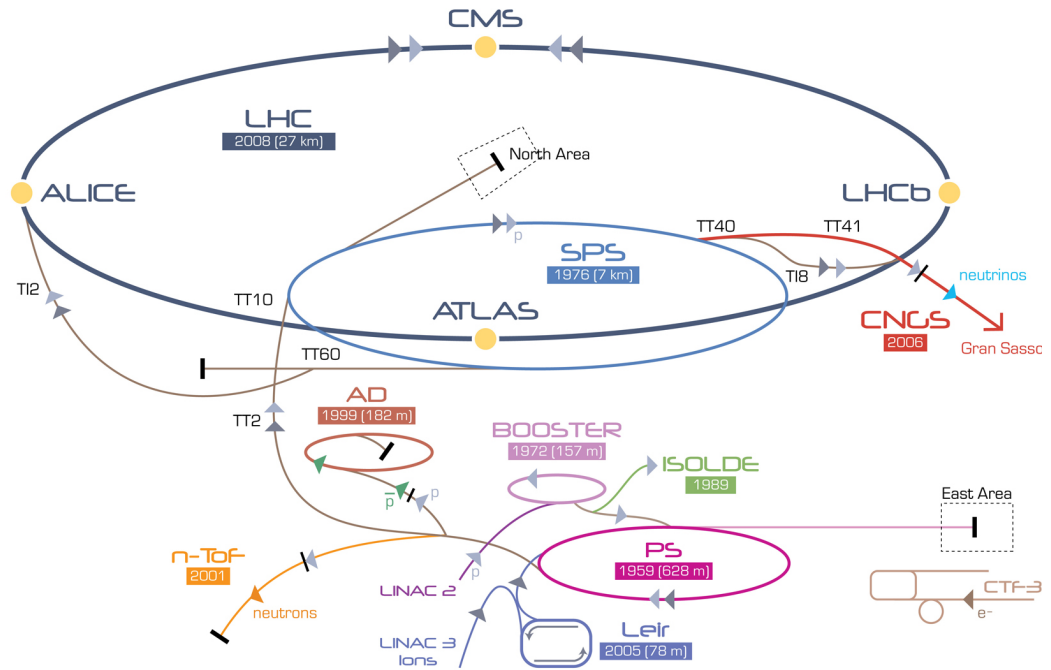 CMS
LHC
2008 (27 km)
North Area
ALICE
LHCb
TT40
TT41
p
SPS
1976 (7 km)
TI8
neutrinos
TI2
TT10
ATLAS
CNGS
2006
Gran Sasso
TT60
AD
1999 (182 m)
TT2
BOOSTER
1972 (157 m)
ISOLDE
1989
p̅
p
East Area
n-ToF
2001
PS
1959 (628 m)
p
LINAC 2
neutrons
CTF-3
e-
LINAC 3
Ions
Leir
2005 (78 m)